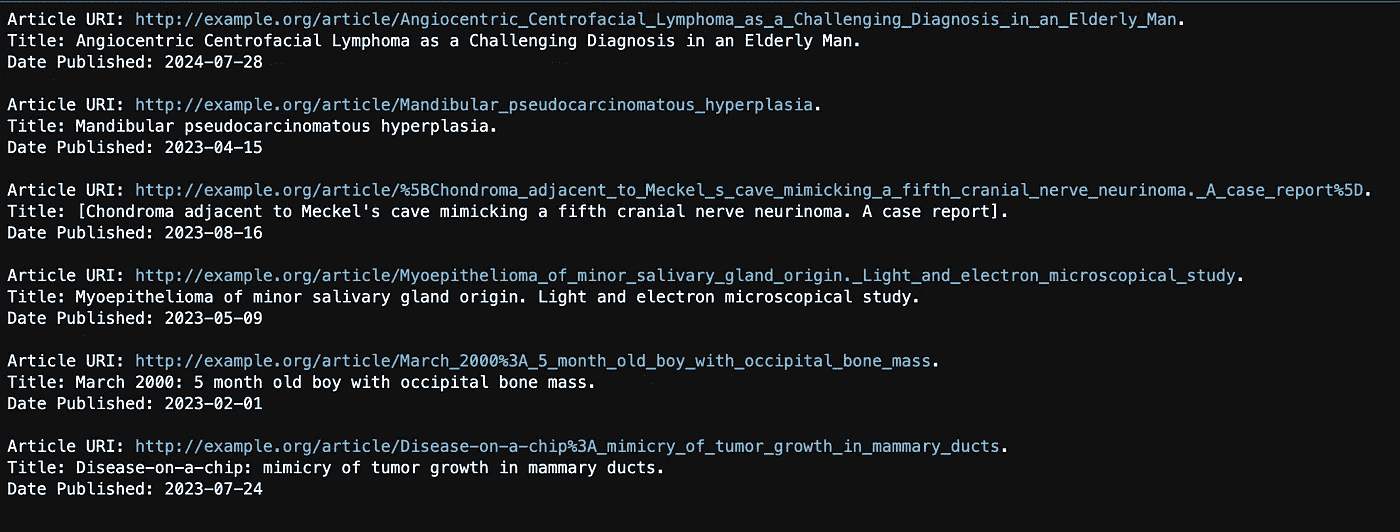 Article URI: http://example.org/article/Angiocentric_Centrofacial_Lymphoma_as_a_Challenging_Diagnosis_in_an_Elderly_Man.
Title: Angiocentric Centrofacial Lymphoma as a Challenging Diagnosis in an Elderly Man.
Date Published: 2024-07-28
Article URI: http://example.org/article/Mandibular_pseudocarcinomatous_hyperplasia.
Title: Mandibular pseudocarcinomatous hyperplasia.
Date Published: 2023-04-15
Article URI: http://example.org/article/%5BChondroma_adjacent_to_Meckel_s_cave_mimicking_a_fifth_cranial_nerve_neurinoma._A_case_report%5D.
Title: [Chondroma adjacent to Meckel's cave mimicking a fifth cranial nerve neurinoma. A case report].
Date Published: 2023-08-16
Article URI: http://example.org/article/Myoepithelioma_of_minor_salivary_gland_origin._Light_and_electron_microscopical_study.
Title: Myoepithelioma of minor salivary gland origin. Light and electron microscopical study.
Date Published: 2023-05-09
Article URI: http://example.org/article/March_2000%3A_5_month_old_boy_with_occipital_bone_mass.
Title: March 2000: 5 month old boy with occipital bone mass.
Date Published: 2023-02-01
Article URI: http://example.org/article/Disease-on-a-chip%3A_mimicry_of_tumor_growth_in_mammary_ducts.
Title: Disease-on-a-chip: mimicry of tumor growth in mammary ducts.
Date Published: 2023-07-24